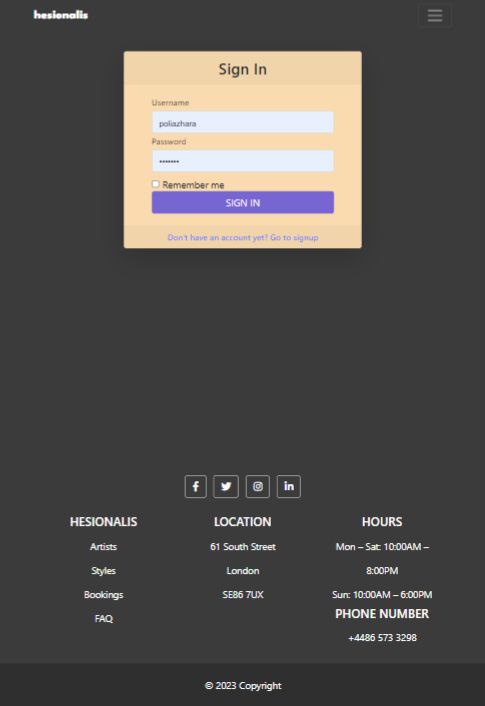 hesionalis
Sign In
Username
poliazhara
Password
•••••••
Remember me
SIGN IN
Don't have an account yet? Go to signup
HESIONALIS
Artists
Styles
Bookings
FAQ
LOCATION
61 South Street
London
SE86 7UX
HOURS
Mon – Sat: 10:00AM –
8:00PM
Sun: 10:00AM – 6:00PM
PHONE NUMBER
+4486 573 3298
© 2023 Copyright